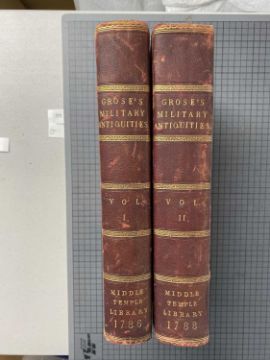 GROSE'S
MILITARY
ANTIQUITIES
VOL.
I.
MIDDLE
TEMPLE
LIBRARY
1786
GROSE'S
MILITARY
ANTIQUITIES.
VOL.
II.
MIDDLE
TEMPLE
LIBRARY
1788